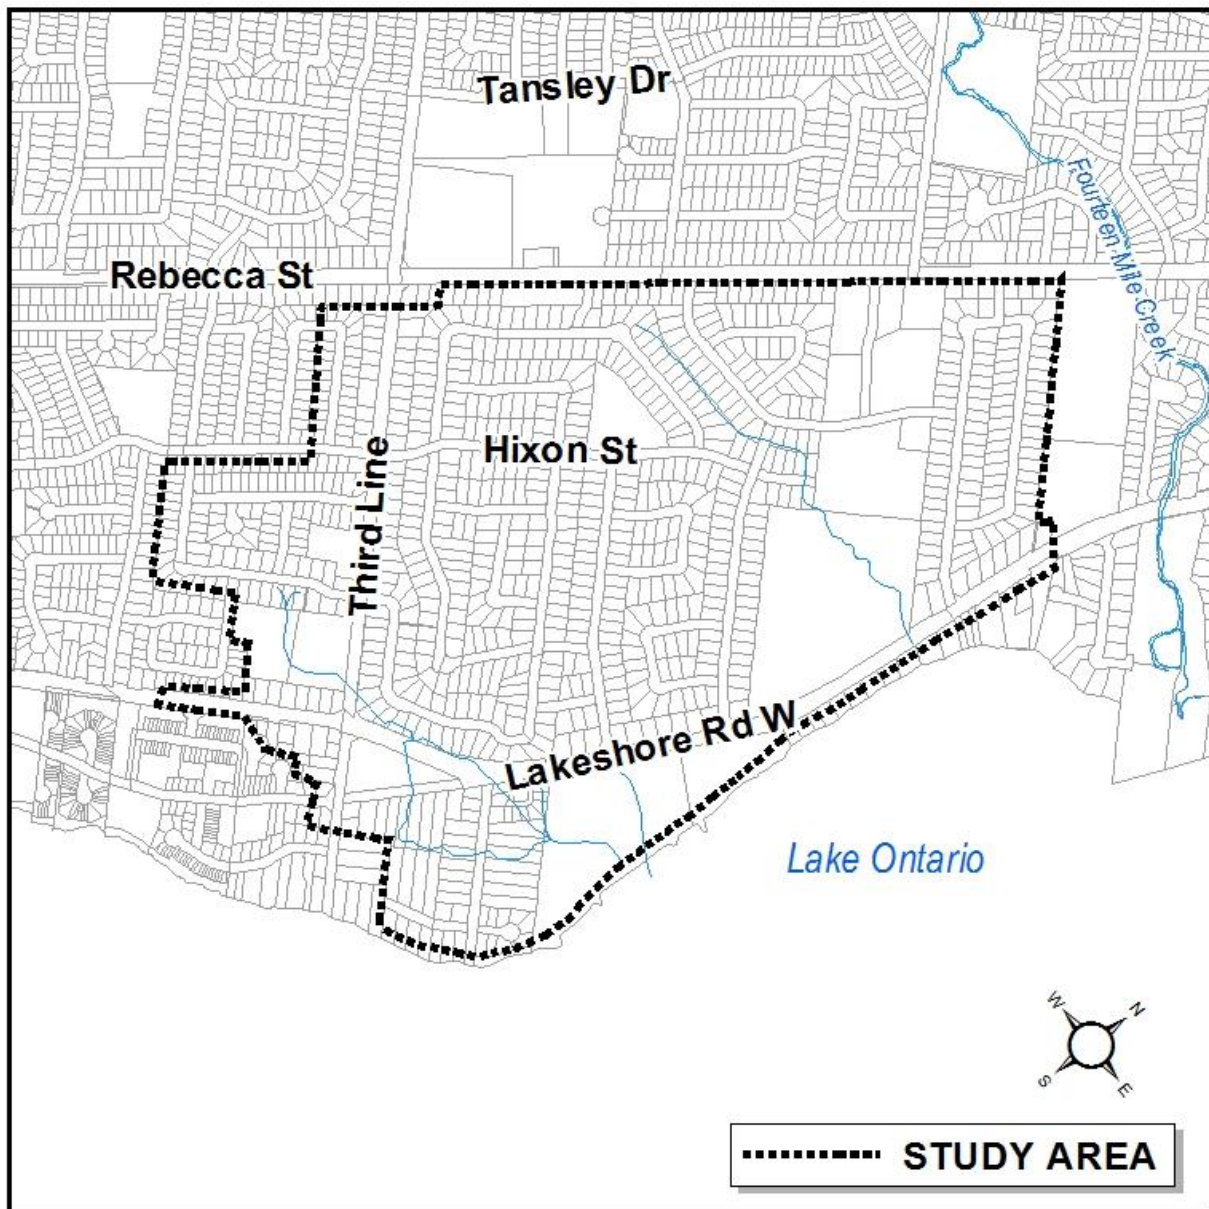 Tansley Dr
Fourteen Mile Creek
Rebecca St
Hixon St
Third Line
Lakeshore Rd W
Lake Ontario
W
N
S
E
STUDY AREA